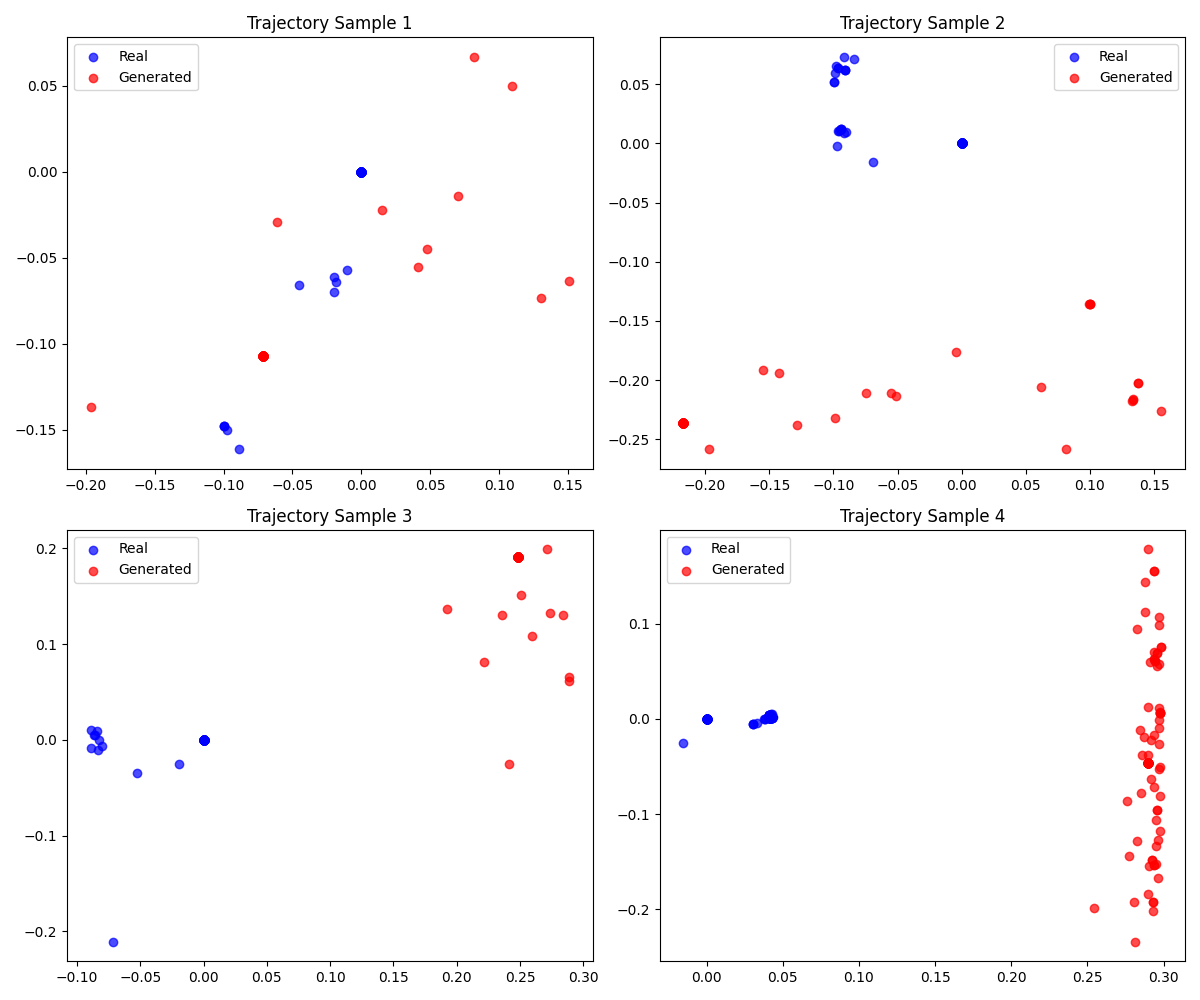 Trajectory Sample 1
Real
Generated
0.05
0.00
−0.05
−0.10
−0.15
−0.20 −0.15 −0.10 −0.05 0.00 0.05 0.10 0.15
Trajectory Sample 2
Real
Generated
0.05
0.00
−0.05
−0.10
−0.15
−0.20
−0.25
−0.20 −0.15 −0.10 −0.05 0.00 0.05 0.10 0.15
Trajectory Sample 3
Real
Generated
0.2
0.1
0.0
−0.1
−0.2
−0.10 −0.05 0.00 0.05 0.10 0.15 0.20 0.25 0.30
Trajectory Sample 4
Real
Generated
0.1
0.0
−0.1
−0.2
0.00 0.05 0.10 0.15 0.20 0.25 0.30